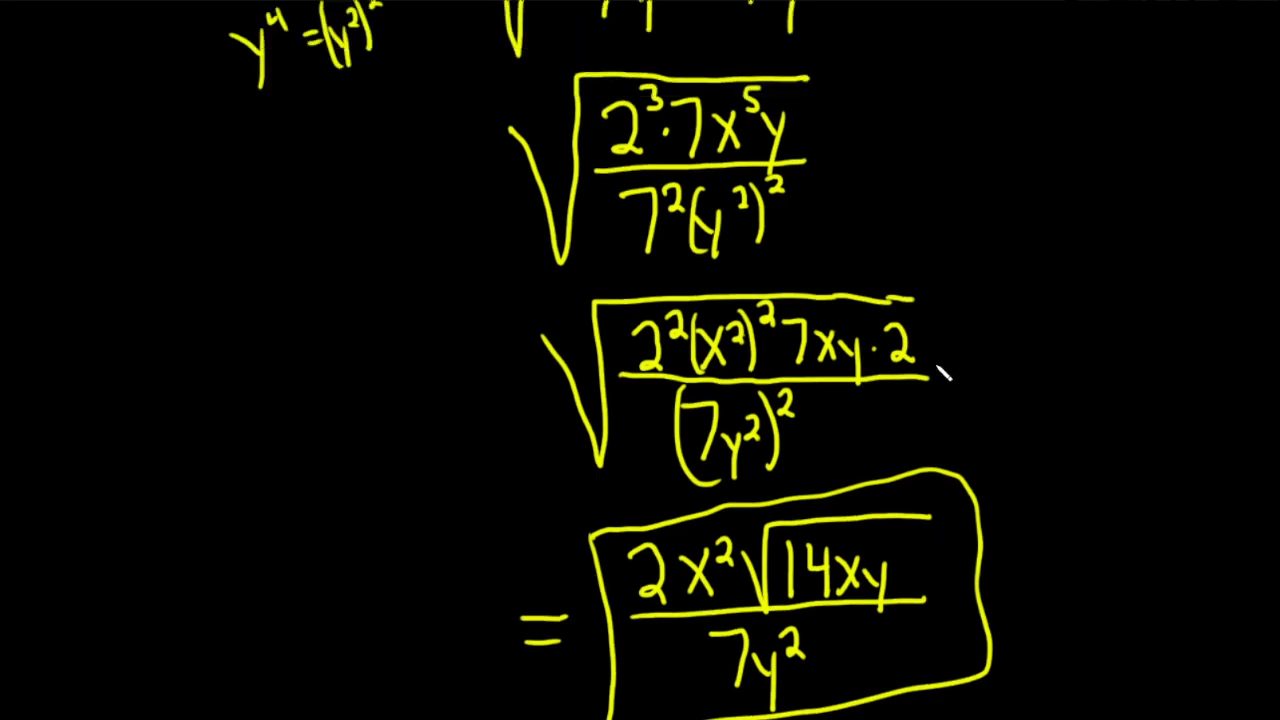 y⁴ = (y²)²
√(2³·7x⁵y / 7²(y²)²)
√(2²(x²)²7xy·2 / (7y²)²)
= 2x²√(14xy) / 7y²